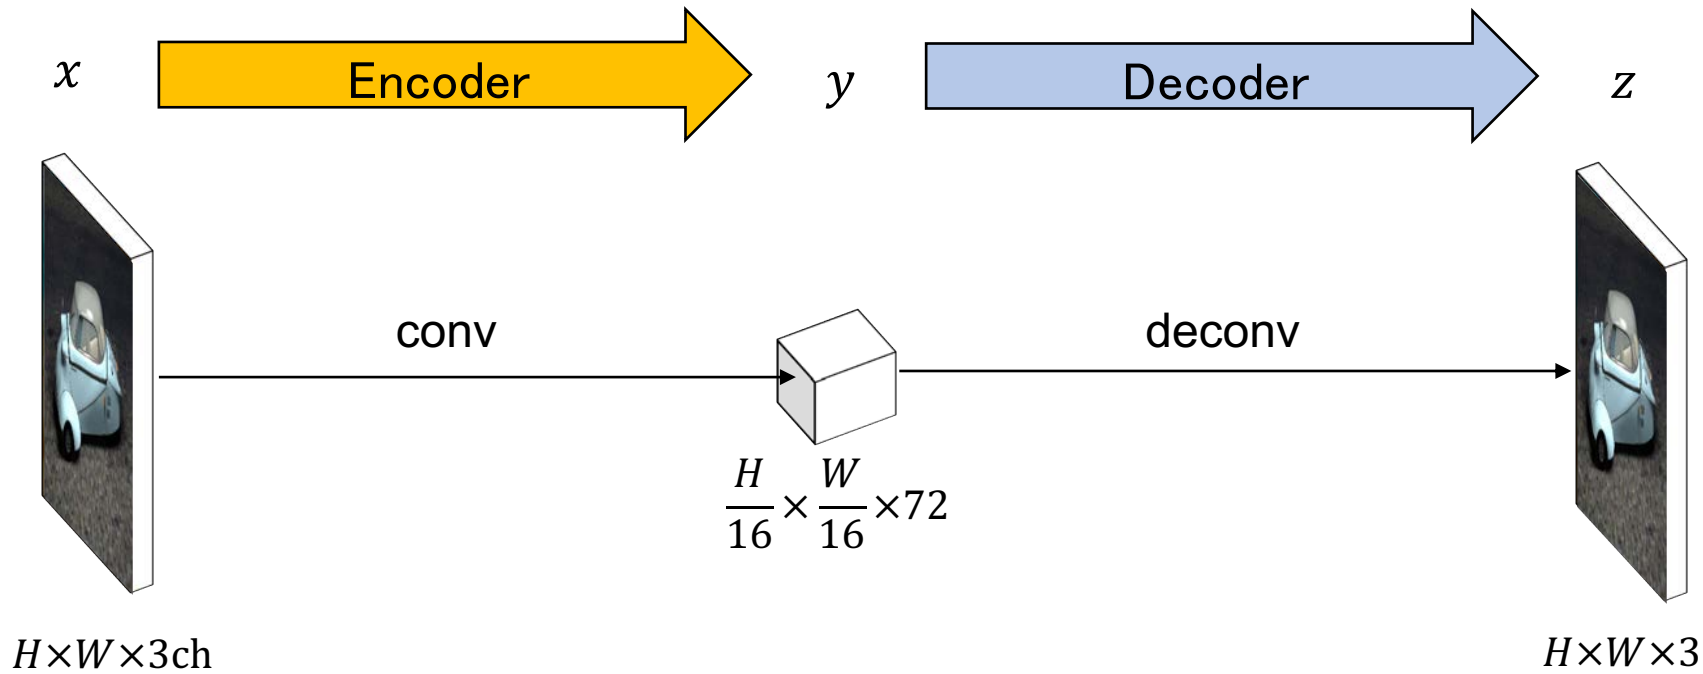 x Encoder y Decoder z
conv deconv
H/16 × W/16 ×72
H×W×3ch H×W×3